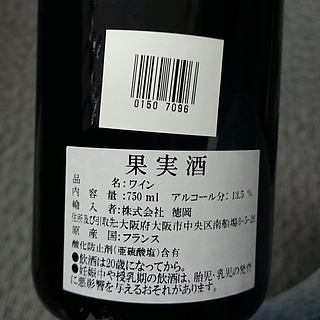 0150 7096
果実酒
品名:ワイン
内容量:750ml アルコール分:13.5%
輸入者:株式会社 徳岡
住所及び引取先:大阪府大阪市中央区南船場3-5-28
原産国:フランス
酸化防止剤(亜硫酸塩)含有
●飲酒は20歳になってから。
●妊娠中や授乳期の飲酒は、胎児・乳児の発育
に悪影響を与えるおそれがあります。